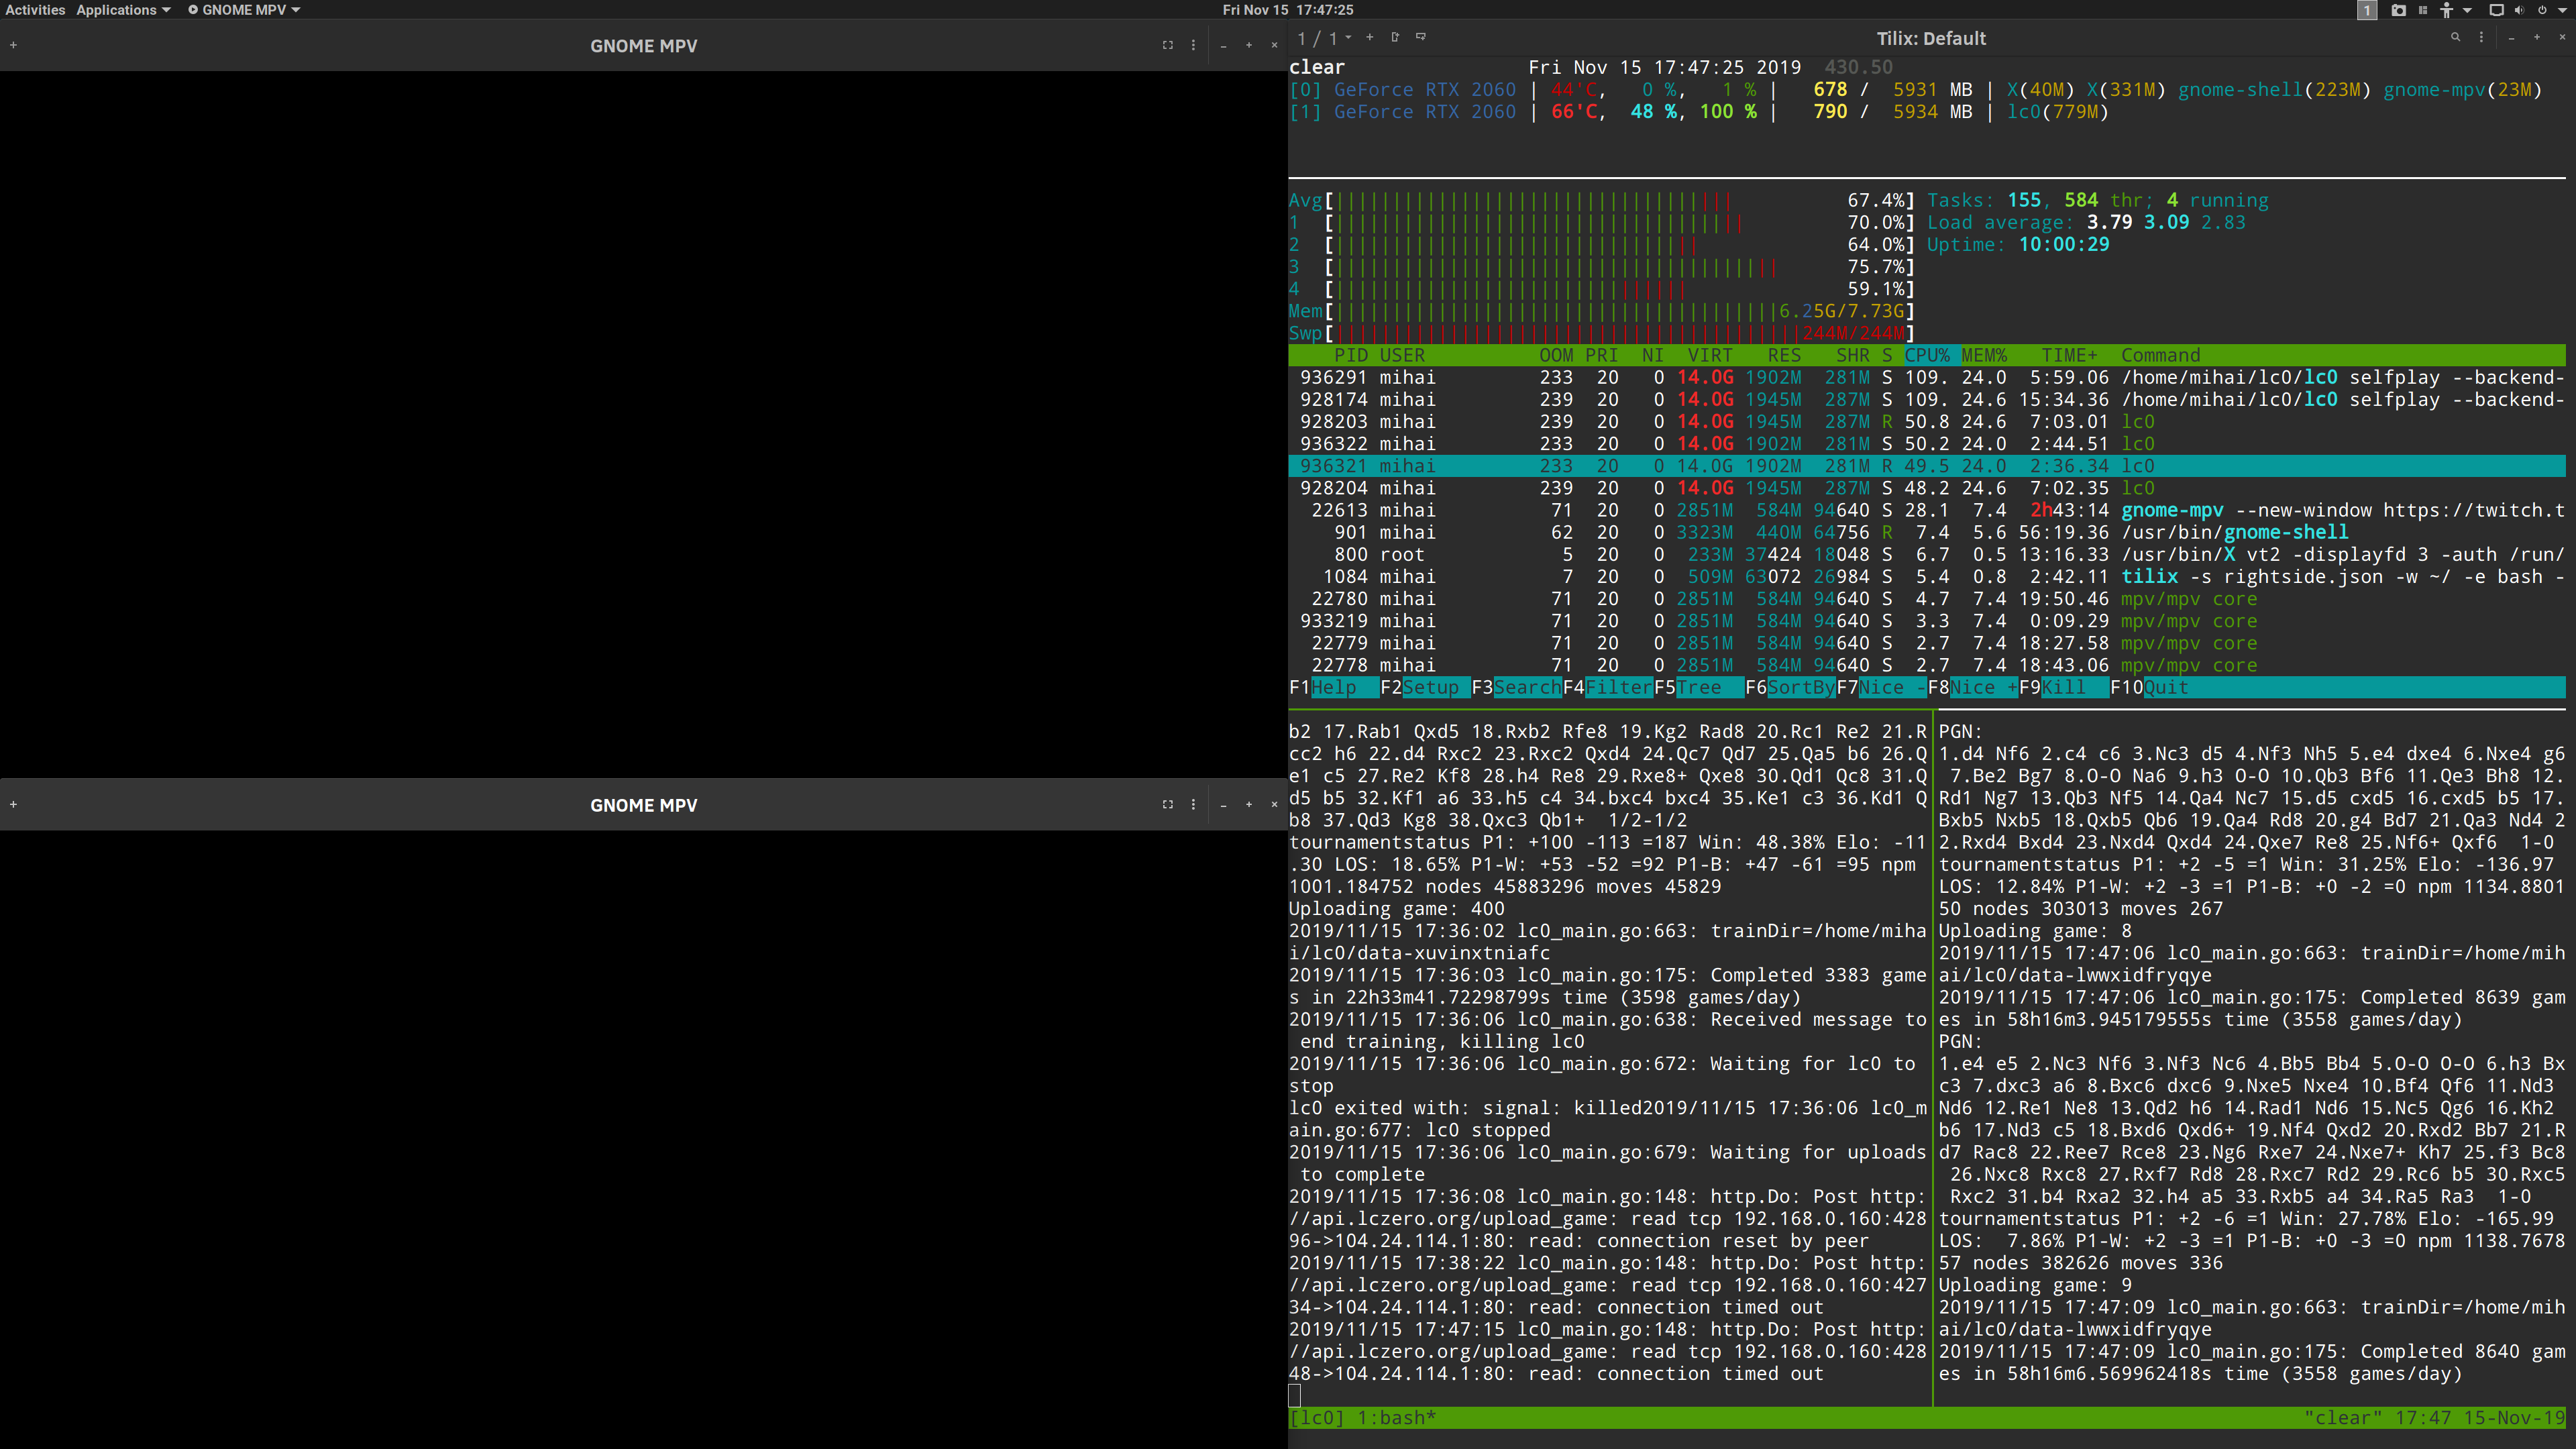 Activities Applications GNOME MPV Fri Nov 15 17:47:25 1
GNOME MPV
GNOME MPV
1 / 1 Tilix: Default
clear Fri Nov 15 17:47:25 2019 430.50
[0] GeForce RTX 2060 | 44'C, 0 %, 1 % | 678 / 5931 MB | X(40M) X(331M) gnome-shell(223M) gnome-mpv(23M)
[1] GeForce RTX 2060 | 66'C, 48 %, 100 % | 790 / 5934 MB | lc0(779M)
Avg[ 67.4%] Tasks: 155, 584 thr; 4 running
1 [ 70.0%] Load average: 3.79 3.09 2.83
2 [ 64.0%] Uptime: 10:00:29
3 [ 75.7%]
4 [ 59.1%]
Mem[ 6.25G/7.73G]
Swp[ 244M/244M]
PID USER OOM PRI NI VIRT RES SHR S CPU% MEM% TIME+ Command
936291 mihai 233 20 0 14.0G 1902M 281M S 109. 24.0 5:59.06 /home/mihai/lc0/lc0 selfplay --backend-
928174 mihai 239 20 0 14.0G 1945M 287M S 109. 24.6 15:34.36 /home/mihai/lc0/lc0 selfplay --backend-
928203 mihai 239 20 0 14.0G 1945M 287M R 50.8 24.6 7:03.01 lc0
936322 mihai 233 20 0 14.0G 1902M 281M S 50.2 24.0 2:44.51 lc0
936321 mihai 233 20 0 14.0G 1902M 281M R 49.5 24.0 2:36.34 lc0
928204 mihai 239 20 0 14.0G 1945M 287M S 48.2 24.6 7:02.35 lc0
22613 mihai 71 20 0 2851M 584M 94640 S 28.1 7.4 2h43:14 gnome-mpv --new-window https://twitch.t
901 mihai 62 20 0 3323M 440M 64756 R 7.4 5.6 56:19.36 /usr/bin/gnome-shell
800 root 5 20 0 233M 37424 18048 S 6.7 0.5 13:16.33 /usr/bin/X vt2 -displayfd 3 -auth /run/
1084 mihai 7 20 0 509M 63072 26984 S 5.4 0.8 2:42.11 tilix -s rightside.json -w ~/ -e bash -
22780 mihai 71 20 0 2851M 584M 94640 S 4.7 7.4 19:50.46 mpv/mpv core
933219 mihai 71 20 0 2851M 584M 94640 S 3.3 7.4 0:09.29 mpv/mpv core
22779 mihai 71 20 0 2851M 584M 94640 S 2.7 7.4 18:27.58 mpv/mpv core
22778 mihai 71 20 0 2851M 584M 94640 S 2.7 7.4 18:43.06 mpv/mpv core
F1Help F2Setup F3SearchF4FilterF5Tree F6SortByF7Nice -F8Nice +F9Kill F10Quit
b2 17.Rab1 Qxd5 18.Rxb2 Rfe8 19.Kg2 Rad8 20.Rc1 Re2 21.R
cc2 h6 22.d4 Rxc2 23.Rxc2 Qxd4 24.Qc7 Qd7 25.Qa5 b6 26.Q
e1 c5 27.Re2 Kf8 28.h4 Re8 29.Rxe8+ Qxe8 30.Qd1 Qc8 31.Q
d5 b5 32.Kf1 a6 33.h5 c4 34.bxc4 bxc4 35.Ke1 c3 36.Kd1 Q
b8 37.Qd3 Kg8 38.Qxc3 Qb1+ 1/2-1/2
tournamentstatus P1: +100 -113 =187 Win: 48.38% Elo: -11
.30 LOS: 18.65% P1-W: +53 -52 =92 P1-B: +47 -61 =95 npm
1001.184752 nodes 45883296 moves 45829
Uploading game: 400
2019/11/15 17:36:02 lc0_main.go:663: trainDir=/home/miha
i/lc0/data-xuvinxtniafc
2019/11/15 17:36:03 lc0_main.go:175: Completed 3383 game
s in 22h33m41.72298799s time (3598 games/day)
2019/11/15 17:36:06 lc0_main.go:638: Received message to
end training, killing lc0
2019/11/15 17:36:06 lc0_main.go:672: Waiting for lc0 to
stop
lc0 exited with: signal: killed2019/11/15 17:36:06 lc0_m
ain.go:677: lc0 stopped
2019/11/15 17:36:06 lc0_main.go:679: Waiting for uploads
to complete
2019/11/15 17:36:08 lc0_main.go:148: http.Do: Post http:
//api.lczero.org/upload_game: read tcp 192.168.0.160:428
96->104.24.114.1:80: read: connection reset by peer
2019/11/15 17:38:22 lc0_main.go:148: http.Do: Post http:
//api.lczero.org/upload_game: read tcp 192.168.0.160:427
34->104.24.114.1:80: read: connection timed out
2019/11/15 17:47:15 lc0_main.go:148: http.Do: Post http:
//api.lczero.org/upload_game: read tcp 192.168.0.160:428
48->104.24.114.1:80: read: connection timed out
PGN:
1.d4 Nf6 2.c4 c6 3.Nc3 d5 4.Nf3 Nh5 5.e4 dxe4 6.Nxe4 g6
7.Be2 Bg7 8.O-O Na6 9.h3 O-O 10.Qb3 Bf6 11.Qe3 Bh8 12.
Rd1 Ng7 13.Qb3 Nf5 14.Qa4 Nc7 15.d5 cxd5 16.cxd5 b5 17.
Bxb5 Nxb5 18.Qxb5 Qb6 19.Qa4 Rd8 20.g4 Bd7 21.Qa3 Nd4 2
2.Rxd4 Bxd4 23.Nxd4 Qxd4 24.Qxe7 Re8 25.Nf6+ Qxf6 1-0
tournamentstatus P1: +2 -5 =1 Win: 31.25% Elo: -136.97
LOS: 12.84% P1-W: +2 -3 =1 P1-B: +0 -2 =0 npm 1134.8801
50 nodes 303013 moves 267
Uploading game: 8
2019/11/15 17:47:06 lc0_main.go:663: trainDir=/home/mih
ai/lc0/data-lwwxidfryqye
2019/11/15 17:47:06 lc0_main.go:175: Completed 8639 gam
es in 58h16m3.945179555s time (3558 games/day)
PGN:
1.e4 e5 2.Nc3 Nf6 3.Nf3 Nc6 4.Bb5 Bb4 5.O-O O-O 6.h3 Bx
c3 7.dxc3 a6 8.Bxc6 dxc6 9.Nxe5 Nxe4 10.Bf4 Qf6 11.Nd3
Nd6 12.Re1 Ne8 13.Qd2 h6 14.Rad1 Nd6 15.Nc5 Qg6 16.Kh2
b6 17.Nd3 c5 18.Bxd6 Qxd6+ 19.Nf4 Qxd2 20.Rxd2 Bb7 21.R
d7 Rac8 22.Ree7 Rce8 23.Ng6 Rxe7 24.Nxe7+ Kh7 25.f3 Bc8
26.Nxc8 Rxc8 27.Rxf7 Rd8 28.Rxc7 Rd2 29.Rc6 b5 30.Rxc5
Rxc2 31.b4 Rxa2 32.h4 a5 33.Rxb5 a4 34.Ra5 Ra3 1-0
tournamentstatus P1: +2 -6 =1 Win: 27.78% Elo: -165.99
LOS: 7.86% P1-W: +2 -3 =1 P1-B: +0 -3 =0 npm 1138.7678
57 nodes 382626 moves 336
Uploading game: 9
2019/11/15 17:47:09 lc0_main.go:663: trainDir=/home/mih
ai/lc0/data-lwwxidfryqye
2019/11/15 17:47:09 lc0_main.go:175: Completed 8640 gam
es in 58h16m6.569962418s time (3558 games/day)
[lc0] 1:bash* "clear" 17:47 15-Nov-19